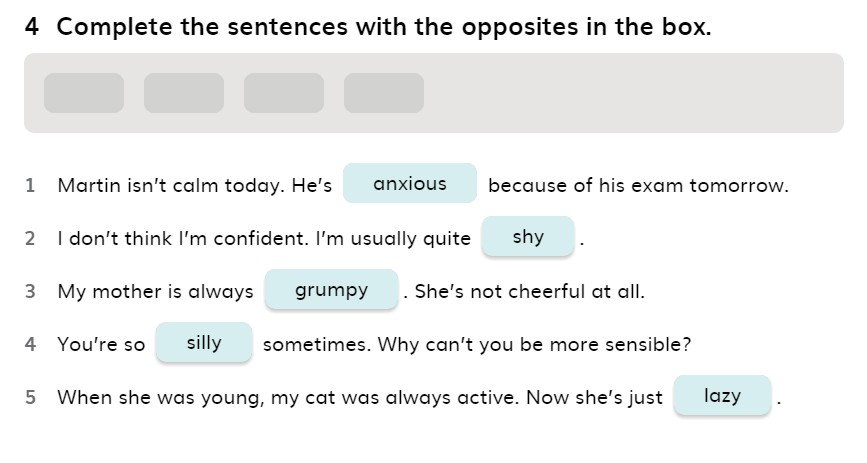 4 Complete the sentences with the opposites in the box.
1 Martin isn't calm today. He's anxious because of his exam tomorrow.
2 I don't think I'm confident. I'm usually quite shy .
3 My mother is always grumpy . She's not cheerful at all.
4 You're so silly sometimes. Why can't you be more sensible?
5 When she was young, my cat was always active. Now she's just lazy .